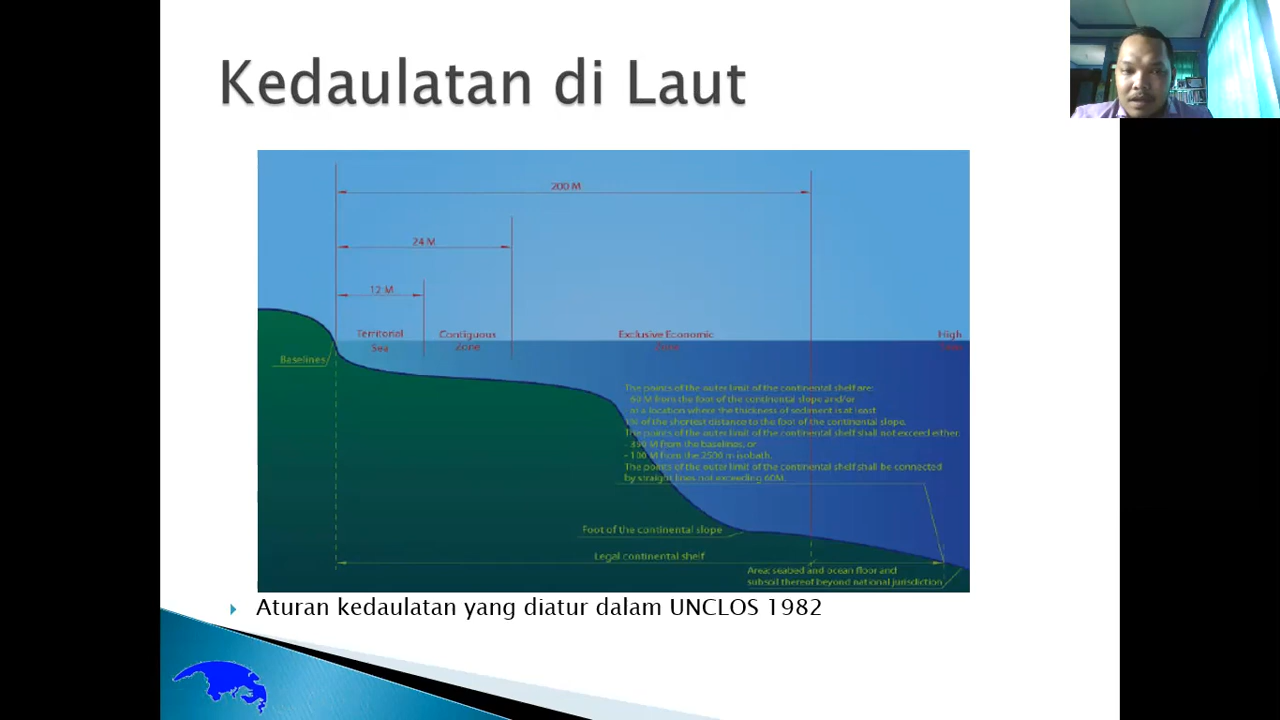 Kedaulatan di Laut
200 M
24 M
12 M
Territorial
Sea
Contiguous
Zone
Exclusive Economic
High
Baselines
The points of the outer limit of the continental shelf are:
- 60 M from the foot of the continental slope and/or
- at a location where the thickness of sediment is at least
of the shortest distance to the foot of the continental slope.
The points of the outer limit of the continental shelf shall not exceed either:
- 350 M from the baselines, or
- 100 M from the 2500 m isobath.
The points of the outer limit of the continental shelf shall be connected
by straight lines not exceeding 60M.
Foot of the continental slope
Legal continental shelf
Area: seabed and ocean floor and
subsoil thereof beyond national jurisdiction
Aturan kedaulatan yang diatur dalam UNCLOS 1982